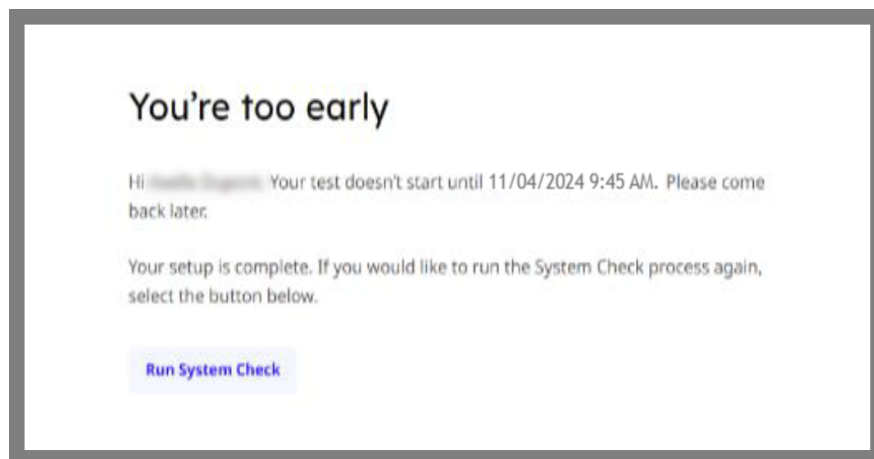 You're too early
Hi Your test doesn't start until 11/04/2024 9:45 AM. Please come
back later.
Your setup is complete. If you would like to run the System Check process again,
select the button below.
Run System Check